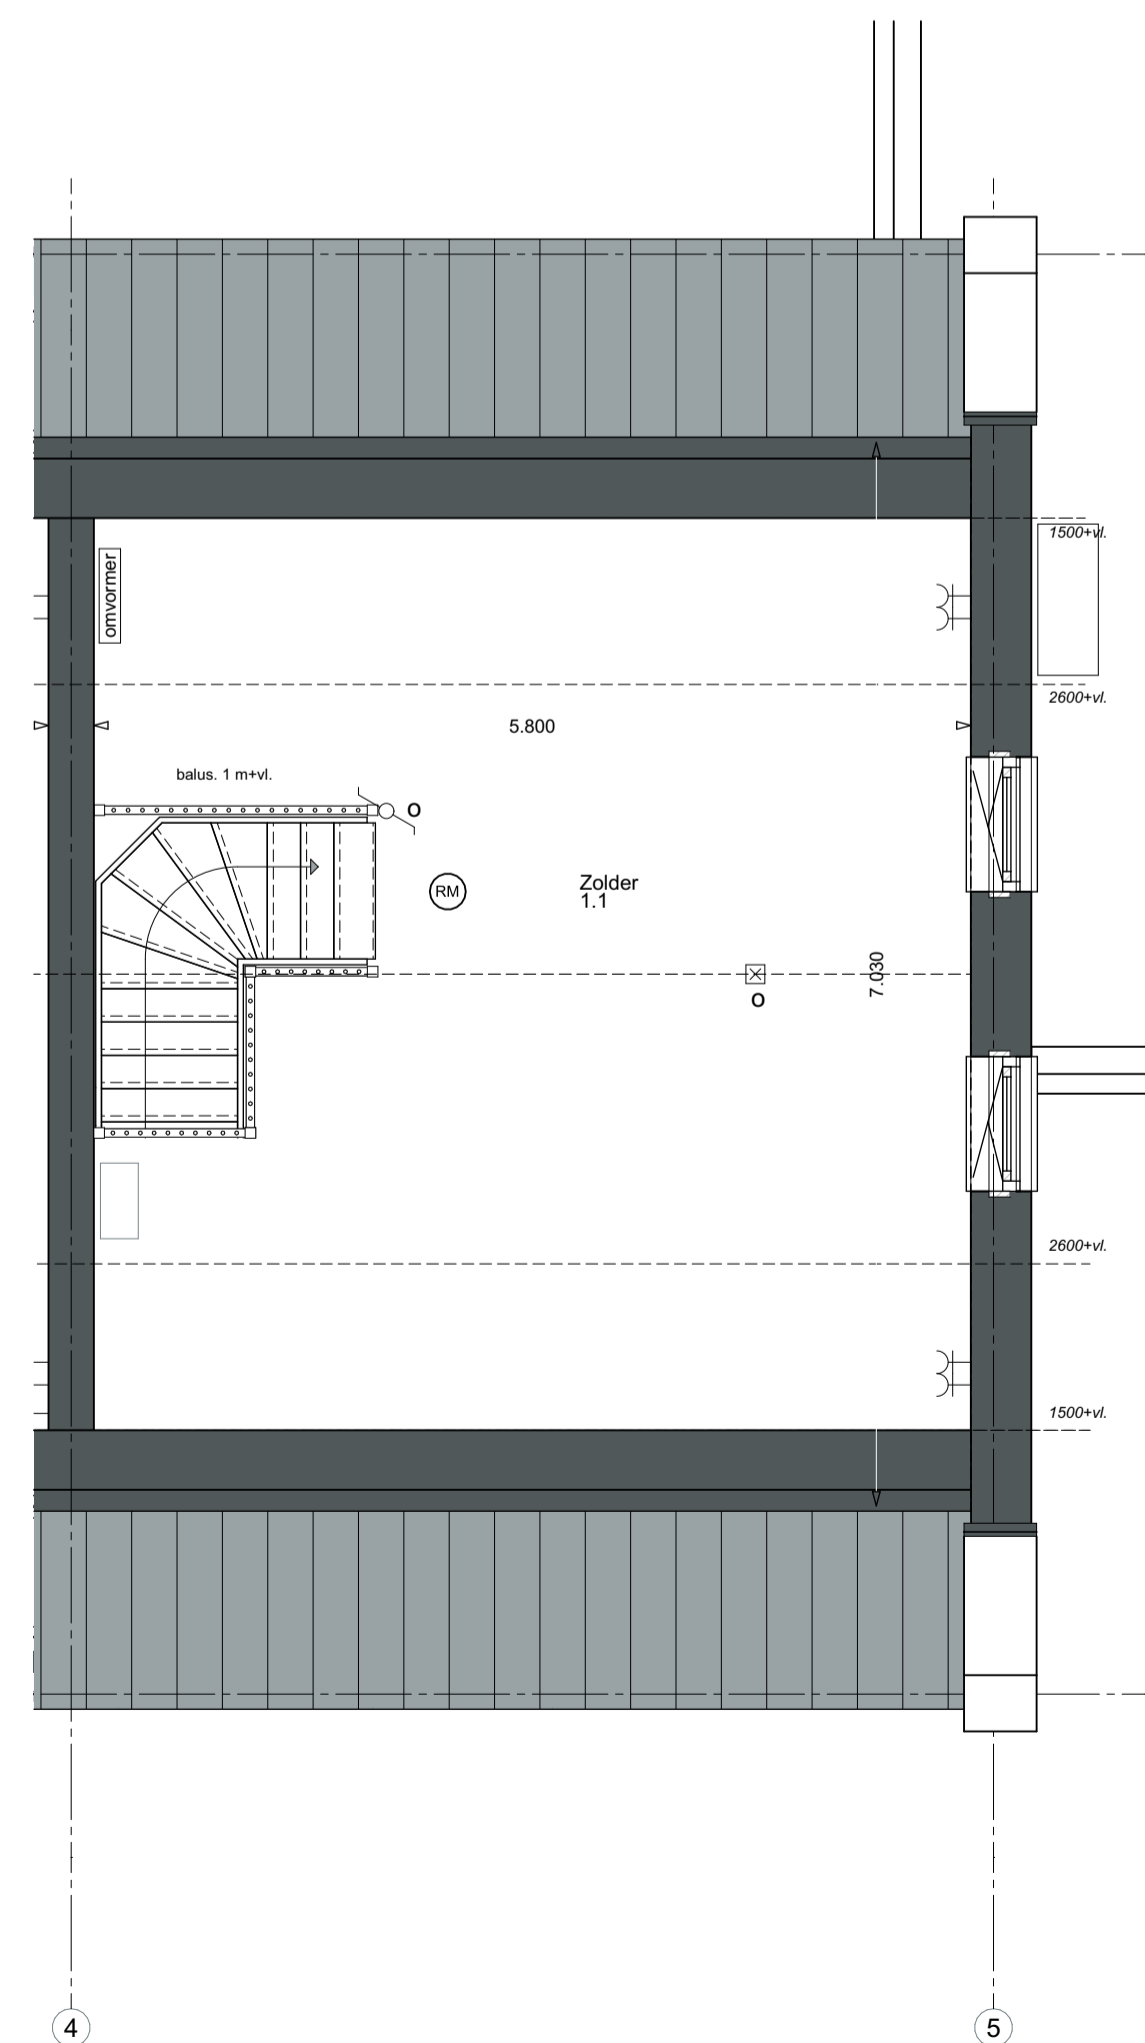 1500+vl.
omvormer
2600+vl.
5.800
balus. 1 m+vl.
O
RM
Zolder
1.1
7.030
O
2600+vl.
1500+vl.
4
5